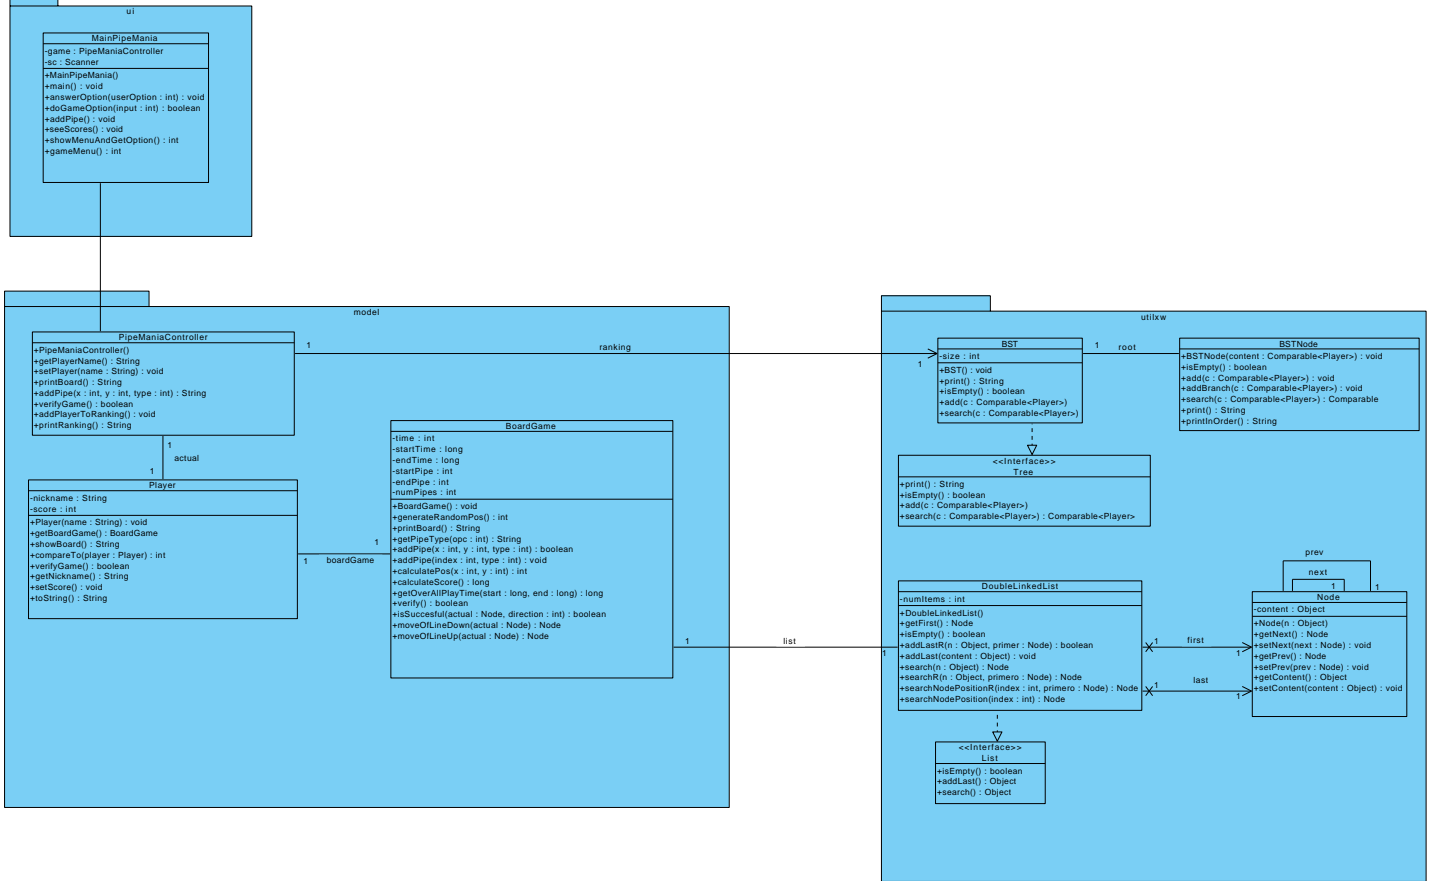 ui
MainPipeMania
-game : PipeManiaController
-sc : Scanner
+MainPipeMania()
+main() : void
+answerOption(userOption : int) : void
+doGameOption(input : int) : boolean
+addPipe() : void
+seeScores() : void
+showMenuAndGetOption() : int
+gameMenu() : int
model
PipeManiaController
+PipeManiaController()
+getPlayerName() : String
+setPlayer(name : String) : void
+printBoard() : String
+addPipe(x : int, y : int, type : int) : String
+verifyGame() : boolean
+addPlayerToRanking() : void
+printRanking() : String
1
ranking
1
1
actual
1
Player
-nickname : String
-score : int
+Player(name : String) : void
+getBoardGame() : BoardGame
+showBoard() : String
+compareTo(player : Player) : int
+verifyGame() : boolean
+getNickname() : String
+setScore() : void
+toString() : String
1
boardGame
1
BoardGame
-time : int
-startTime : long
-endTime : long
-startPipe : int
-endPipe : int
-numPipes : int
+BoardGame() : void
+generateRandomPos() : int
+printBoard() : String
+getPipeType(opc : int) : String
+addPipe(x : int, y : int, type : int) : boolean
+addPipe(index : int, type : int) : void
+calculatePos(x : int, y : int) : int
+calculateScore() : long
+getOverAllPlayTime(start : long, end : long) : long
+verify() : boolean
+isSuccesful(actual : Node, direction : int) : boolean
+moveOfLineDown(actual : Node) : Node
+moveOfLineUp(actual : Node) : Node
1
list
1
utilxw
BST
-size : int
+BST() : void
+print() : String
+isEmpty() : boolean
+add(c : Comparable<Player>)
+search(c : Comparable<Player>)
1
root
BSTNode
+BSTNode(content : Comparable<Player>) : void
+isEmpty() : boolean
+add(c : Comparable<Player>) : void
+addBranch(c : Comparable<Player>) : void
+search(c : Comparable<Player>) : Comparable
+print() : String
+printInOrder() : String
<<Interface>>
Tree
+print() : String
+isEmpty() : boolean
+add(c : Comparable<Player>)
+search(c : Comparable<Player>) : Comparable<Player>
DoubleLinkedList
-numItems : int
+DoubleLinkedList()
+getFirst() : Node
+isEmpty() : boolean
+addLastR(n : Object, primer : Node) : boolean
+addLast(content : Object) : void
+search(n : Object) : Node
+searchR(n : Object, primero : Node) : Node
+searchNodePositionR(index : int, primero : Node) : Node
+searchNodePosition(index : int) : Node
1
first
1
1
last
1
prev
next
1
1
Node
-content : Object
+Node(n : Object)
+getNext() : Node
+setNext(next : Node) : void
+getPrev() : Node
+setPrev(prev : Node) : void
+getContent() : Object
+setContent(content : Object) : void
<<Interface>>
List
+isEmpty() : boolean
+addLast() : Object
+search() : Object